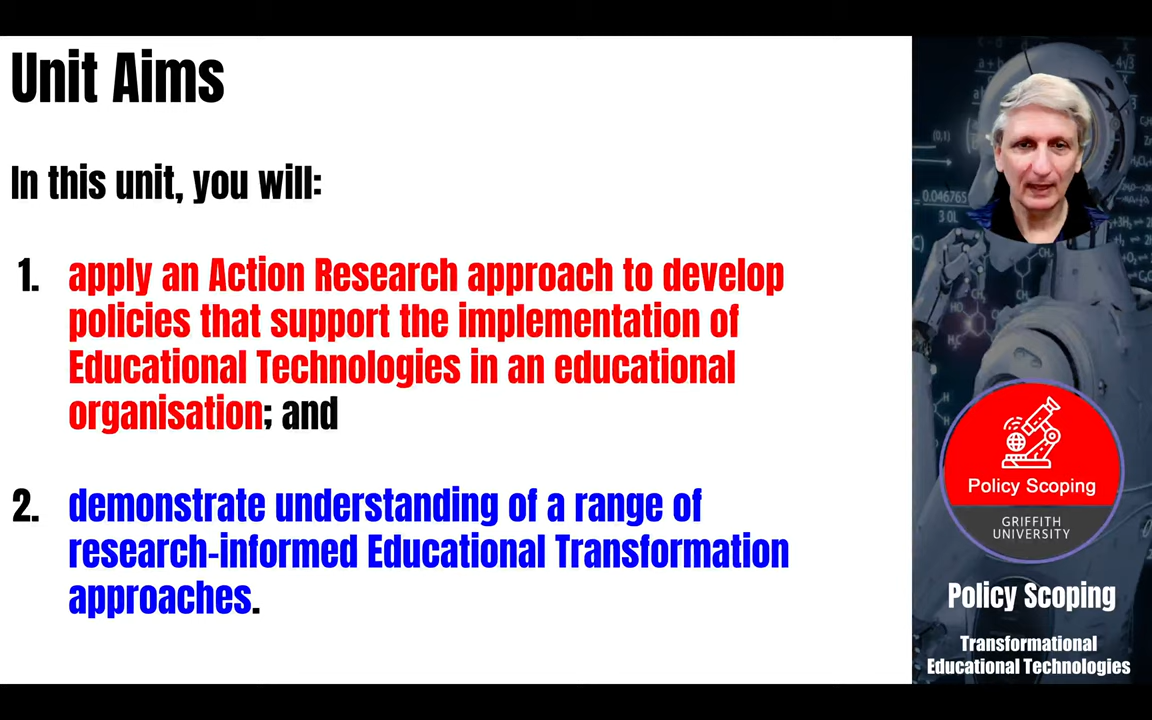 Unit Aims
In this unit, you will:
1. apply an Action Research approach to develop
policies that support the implementation of
Educational Technologies in an educational
organisation; and
2. demonstrate understanding of a range of
research-informed Educational Transformation
approaches.
Policy Scoping
GRIFFITH
UNIVERSITY
Policy Scoping
Transformational
Educational Technologies